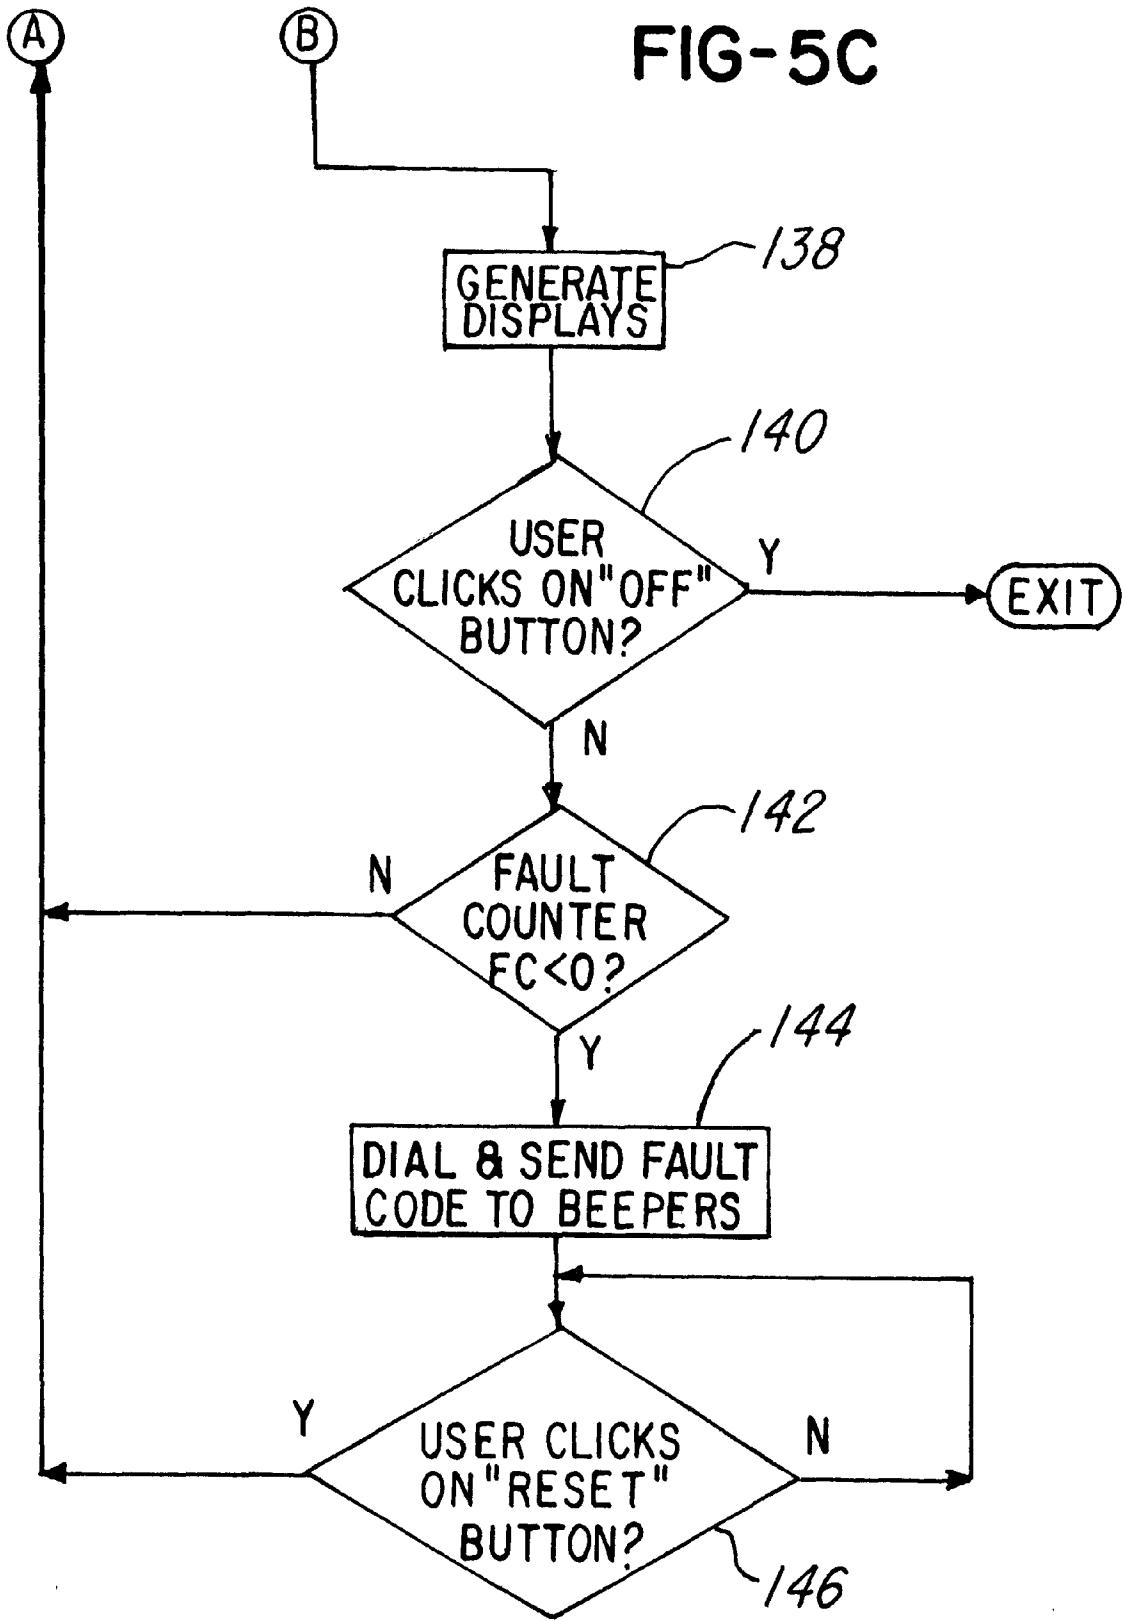 A
B
FIG-5C
138
GENERATE
DISPLAYS
140
USER
CLICKS ON "OFF"
BUTTON?
Y
EXIT
N
142
N
FAULT
COUNTER
FC<0?
144
Y
DIAL & SEND FAULT
CODE TO BEEPERS
Y
N
USER CLICKS
ON "RESET"
BUTTON?
146